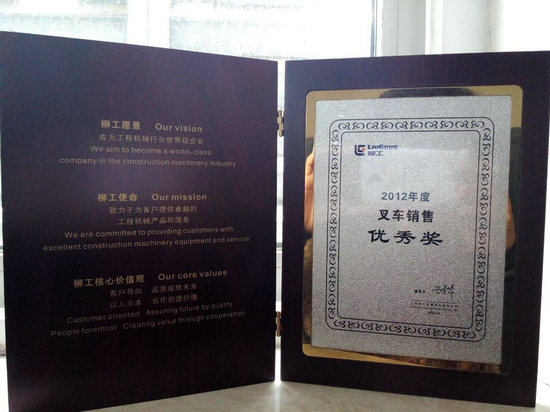 柳工愿景 Our vision
成为工程机械行业世界级企业
We aim to become a world-class
company in the construction machinery industry
柳工使命 Our mission
致力于为客户提供卓越的
工程机械产品和服务
We are committed to providing customers with
excellent construction machinery equipment and service
柳工核心价值观 Our core values
客户导向 品质成就未来
以人为本 合作创造价值
Customer oriented Assuring future by quality
People foremost Creating value through cooperation
LIUGONG
柳工
2012年度
叉车销售
优秀奖